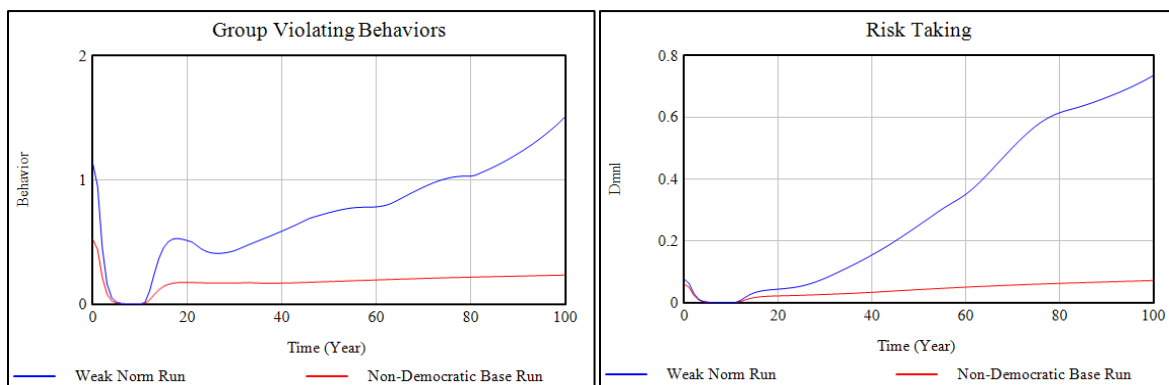 Group Violating Behaviors
2
1
0
Behavior
0 20 40 60 80 100
Time (Year)
Weak Norm Run Non-Democratic Base Run
Risk Taking
0.8
0.6
0.4
0.2
0
Dmnl
0 20 40 60 80 100
Time (Year)
Weak Norm Run Non-Democratic Base Run